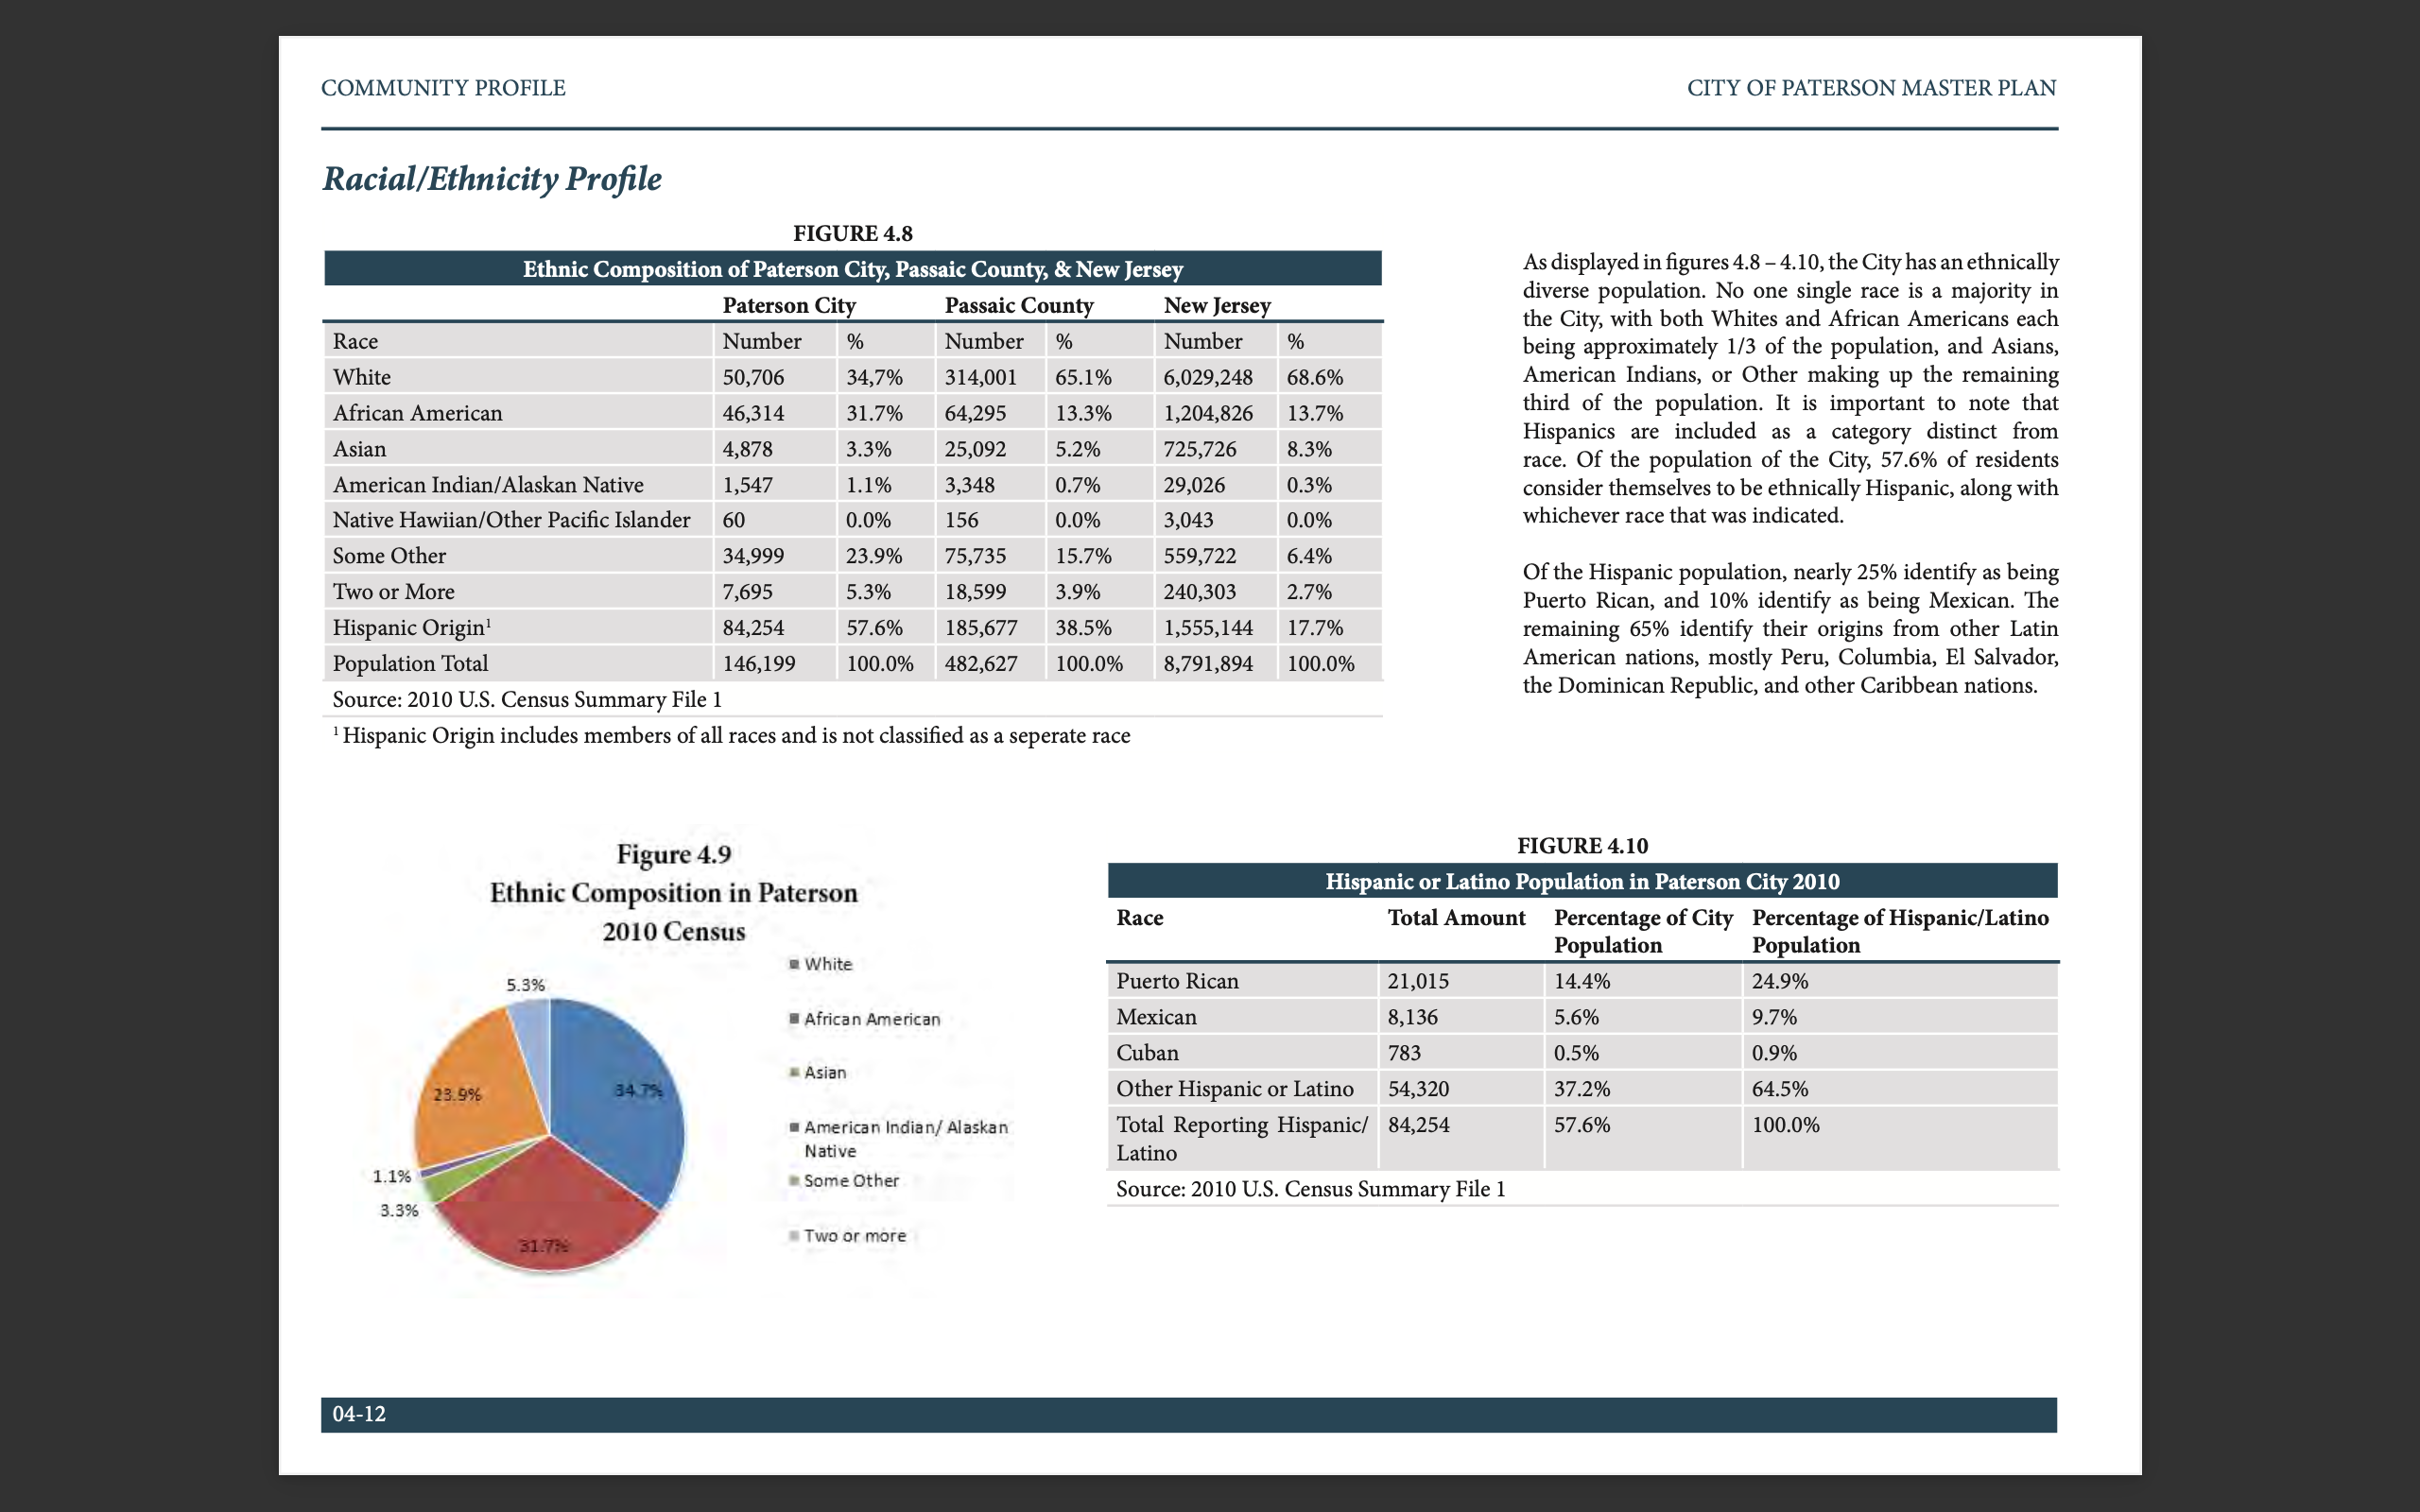 COMMUNITY PROFILE
CITY OF PATERSON MASTER PLAN
Racial/Ethnicity Profile
FIGURE 4.8
Ethnic Composition of Paterson City, Passaic County, & New Jersey
Paterson City Passaic County New Jersey
Race Number % Number % Number %
White 50,706 34,7% 314,001 65.1% 6,029,248 68.6%
African American 46,314 31.7% 64,295 13.3% 1,204,826 13.7%
Asian 4,878 3.3% 25,092 5.2% 725,726 8.3%
American Indian/Alaskan Native 1,547 1.1% 3,348 0.7% 29,026 0.3%
Native Hawiian/Other Pacific Islander 60 0.0% 156 0.0% 3,043 0.0%
Some Other 34,999 23.9% 75,735 15.7% 559,722 6.4%
Two or More 7,695 5.3% 18,599 3.9% 240,303 2.7%
Hispanic Origin¹ 84,254 57.6% 185,677 38.5% 1,555,144 17.7%
Population Total 146,199 100.0% 482,627 100.0% 8,791,894 100.0%
Source: 2010 U.S. Census Summary File 1
¹ Hispanic Origin includes members of all races and is not classified as a seperate race
As displayed in figures 4.8 – 4.10, the City has an ethnically
diverse population. No one single race is a majority in
the City, with both Whites and African Americans each
being approximately 1/3 of the population, and Asians,
American Indians, or Other making up the remaining
third of the population. It is important to note that
Hispanics are included as a category distinct from
race. Of the population of the City, 57.6% of residents
consider themselves to be ethnically Hispanic, along with
whichever race that was indicated.
Of the Hispanic population, nearly 25% identify as being
Puerto Rican, and 10% identify as being Mexican. The
remaining 65% identify their origins from other Latin
American nations, mostly Peru, Columbia, El Salvador,
the Dominican Republic, and other Caribbean nations.
Figure 4.9
Ethnic Composition in Paterson
2010 Census
5.3%
34.7%
23.9%
1.1%
3.3%
31.7%
White
African American
Asian
American Indian/ Alaskan
Native
Some Other
Two or more
FIGURE 4.10
Hispanic or Latino Population in Paterson City 2010
Race Total Amount Percentage of City Percentage of Hispanic/Latino
Population Population
Puerto Rican 21,015 14.4% 24.9%
Mexican 8,136 5.6% 9.7%
Cuban 783 0.5% 0.9%
Other Hispanic or Latino 54,320 37.2% 64.5%
Total Reporting Hispanic/ 84,254 57.6% 100.0%
Latino
Source: 2010 U.S. Census Summary File 1
04-12